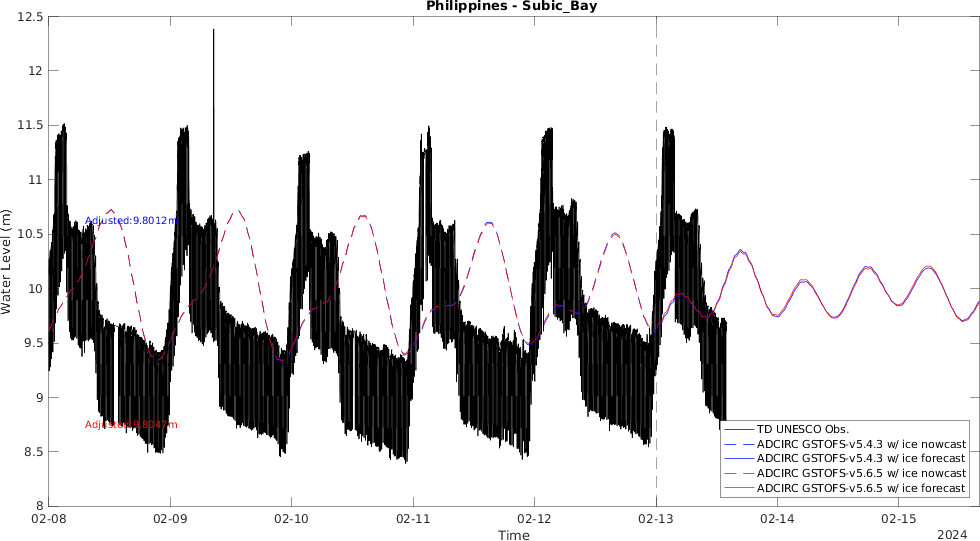 Philippines - Subic_Bay
Water Level (m)
12.5
12
11.5
11
10.5
10
9.5
9
8.5
8
Adjusted:9.8012m
Adjusted:9.8047m
TD UNESCO Obs.
ADCIRC GSTOFS-v5.4.3 w/ ice nowcast
ADCIRC GSTOFS-v5.4.3 w/ ice forecast
ADCIRC GSTOFS-v5.6.5 w/ ice nowcast
ADCIRC GSTOFS-v5.6.5 w/ ice forecast
02-08 02-09 02-10 02-11 02-12 02-13 02-14 02-15
Time
2024